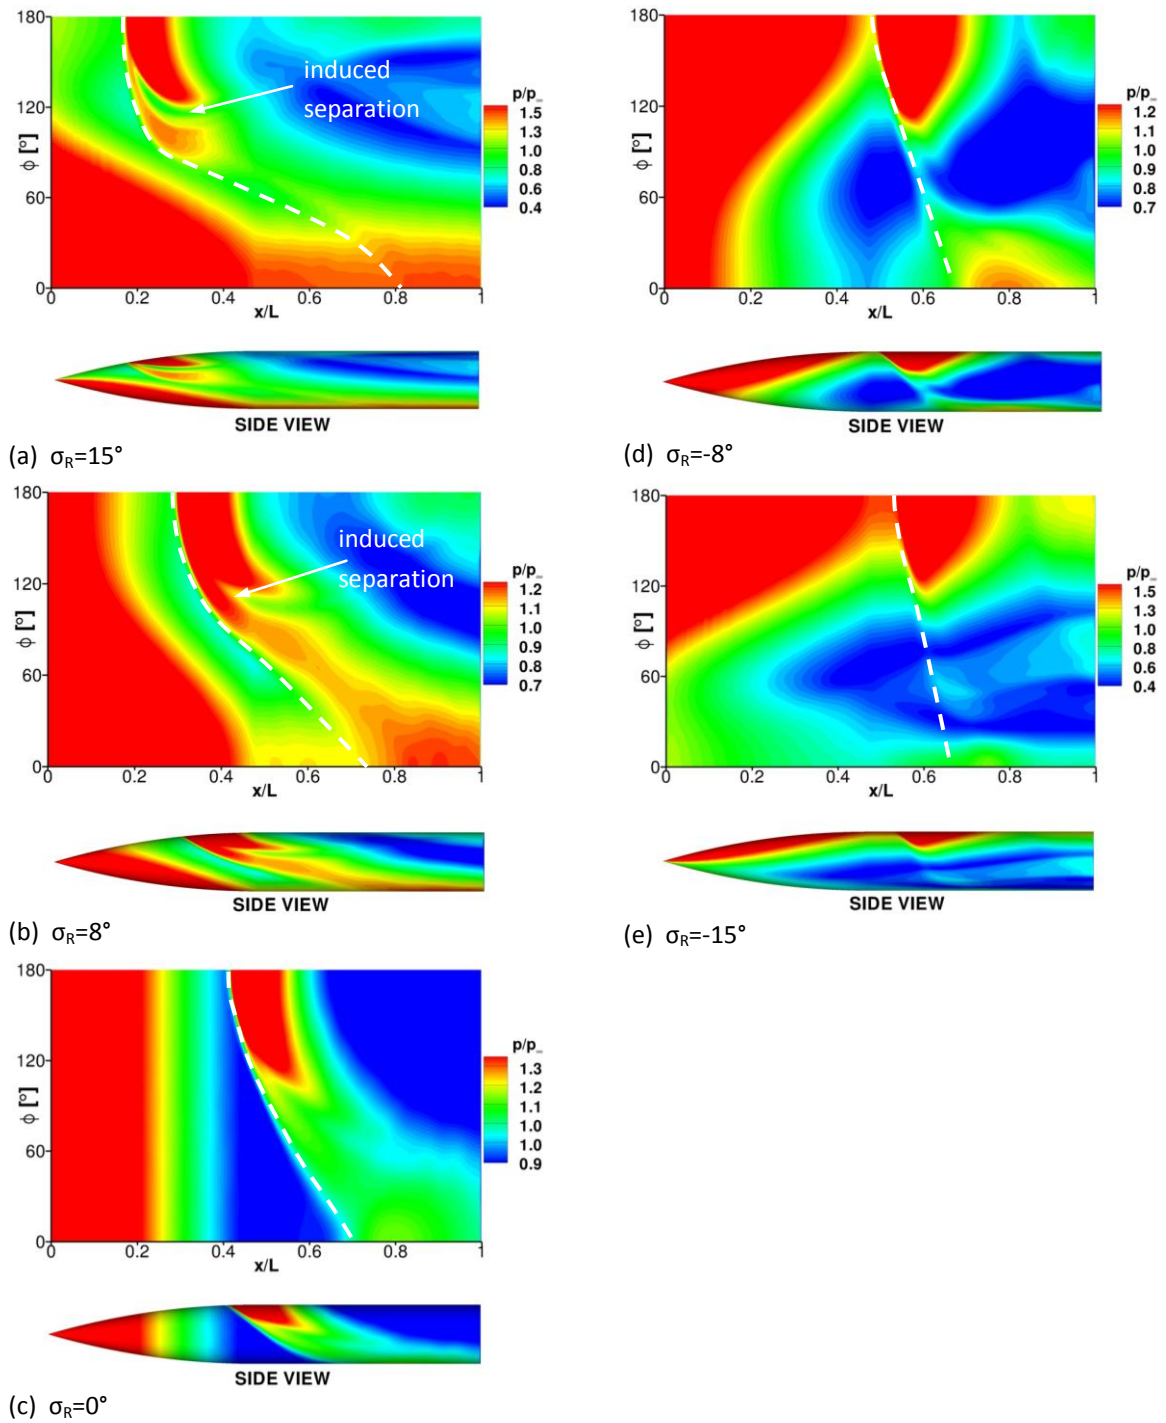 180
120
60
0
ϕ [°]
induced
separation
0 0.2 0.4 0.6 0.8 1
x/L
p/p∞
1.5
1.3
1.0
0.8
0.6
0.4
SIDE VIEW
(a) σR=15°
180
120
60
0
ϕ [°]
induced
separation
0 0.2 0.4 0.6 0.8 1
x/L
p/p∞
1.2
1.1
1.0
0.9
0.8
0.7
SIDE VIEW
(b) σR=8°
180
120
60
0
ϕ [°]
0 0.2 0.4 0.6 0.8 1
x/L
p/p∞
1.3
1.2
1.1
1.0
1.0
0.9
SIDE VIEW
(c) σR=0°
180
120
60
0
ϕ [°]
0 0.2 0.4 0.6 0.8 1
x/L
p/p∞
1.2
1.1
1.0
0.9
0.8
0.7
SIDE VIEW
(d) σR=-8°
180
120
60
0
ϕ [°]
0 0.2 0.4 0.6 0.8 1
x/L
p/p∞
1.5
1.3
1.0
0.8
0.6
0.4
SIDE VIEW
(e) σR=-15°